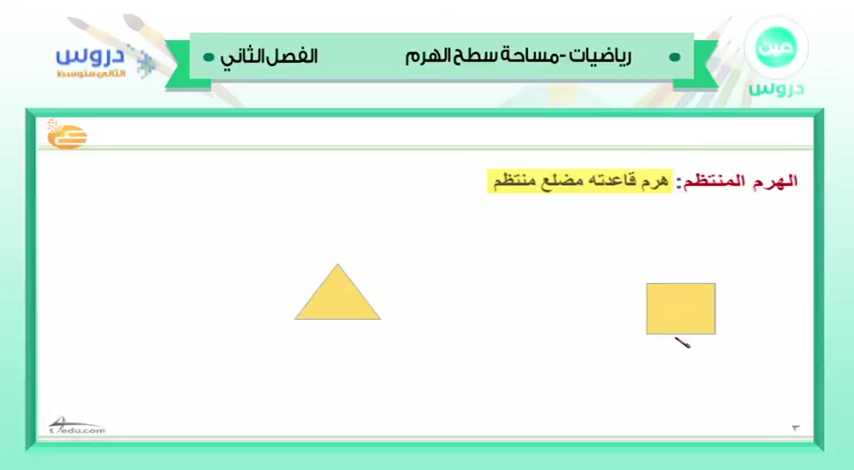 رياضيات - مساحة سطح الهرم
الفصل الثاني
عين
دروس
دروس
الثاني متوسط
الهرم المنتظم: هرم قاعدته مضلع منتظم
t4edu.com
٣